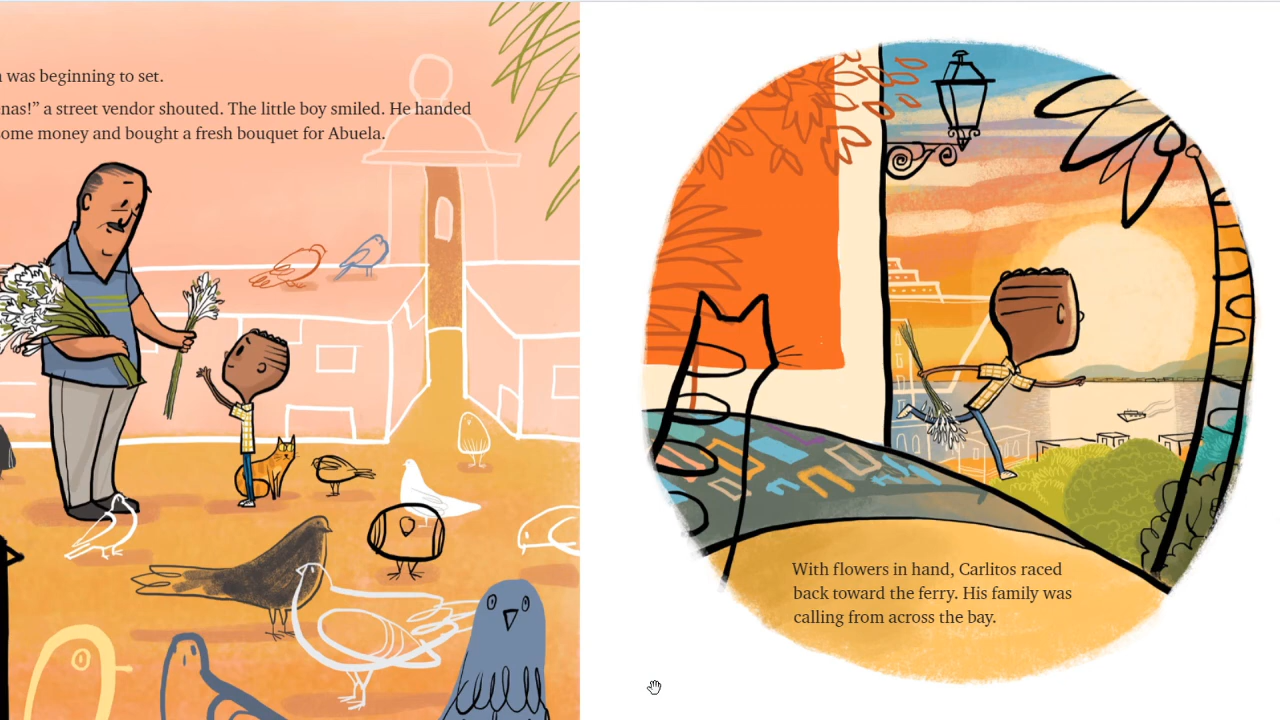 was beginning to set.
a street vendor shouted. The little boy smiled. He handed
some money and bought a fresh bouquet for Abuela.
With flowers in hand, Carlitos raced
back toward the ferry. His family was
calling from across the bay.